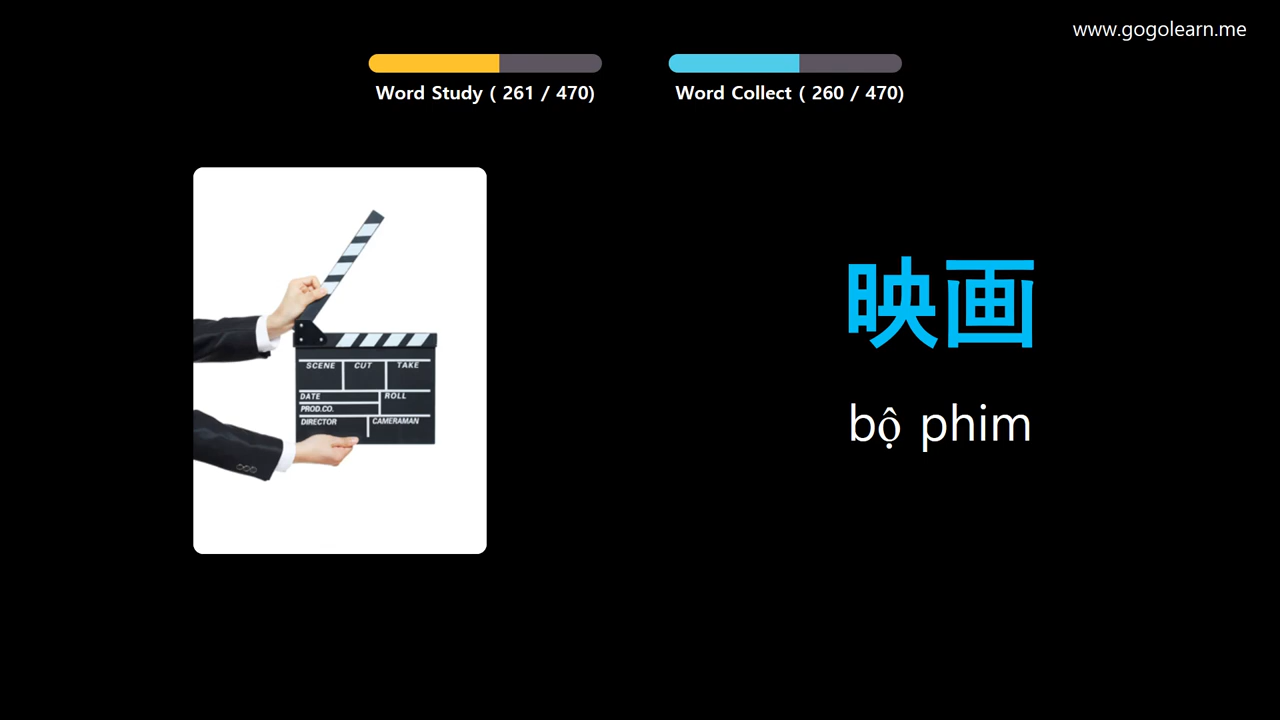 www.gogolearn.me
Word Study ( 261 / 470)
Word Collect ( 260 / 470)
SCENE CUT TAKE
DATE ROLL
PROD.CO.
DIRECTOR CAMERAMAN
映画
bộ phim